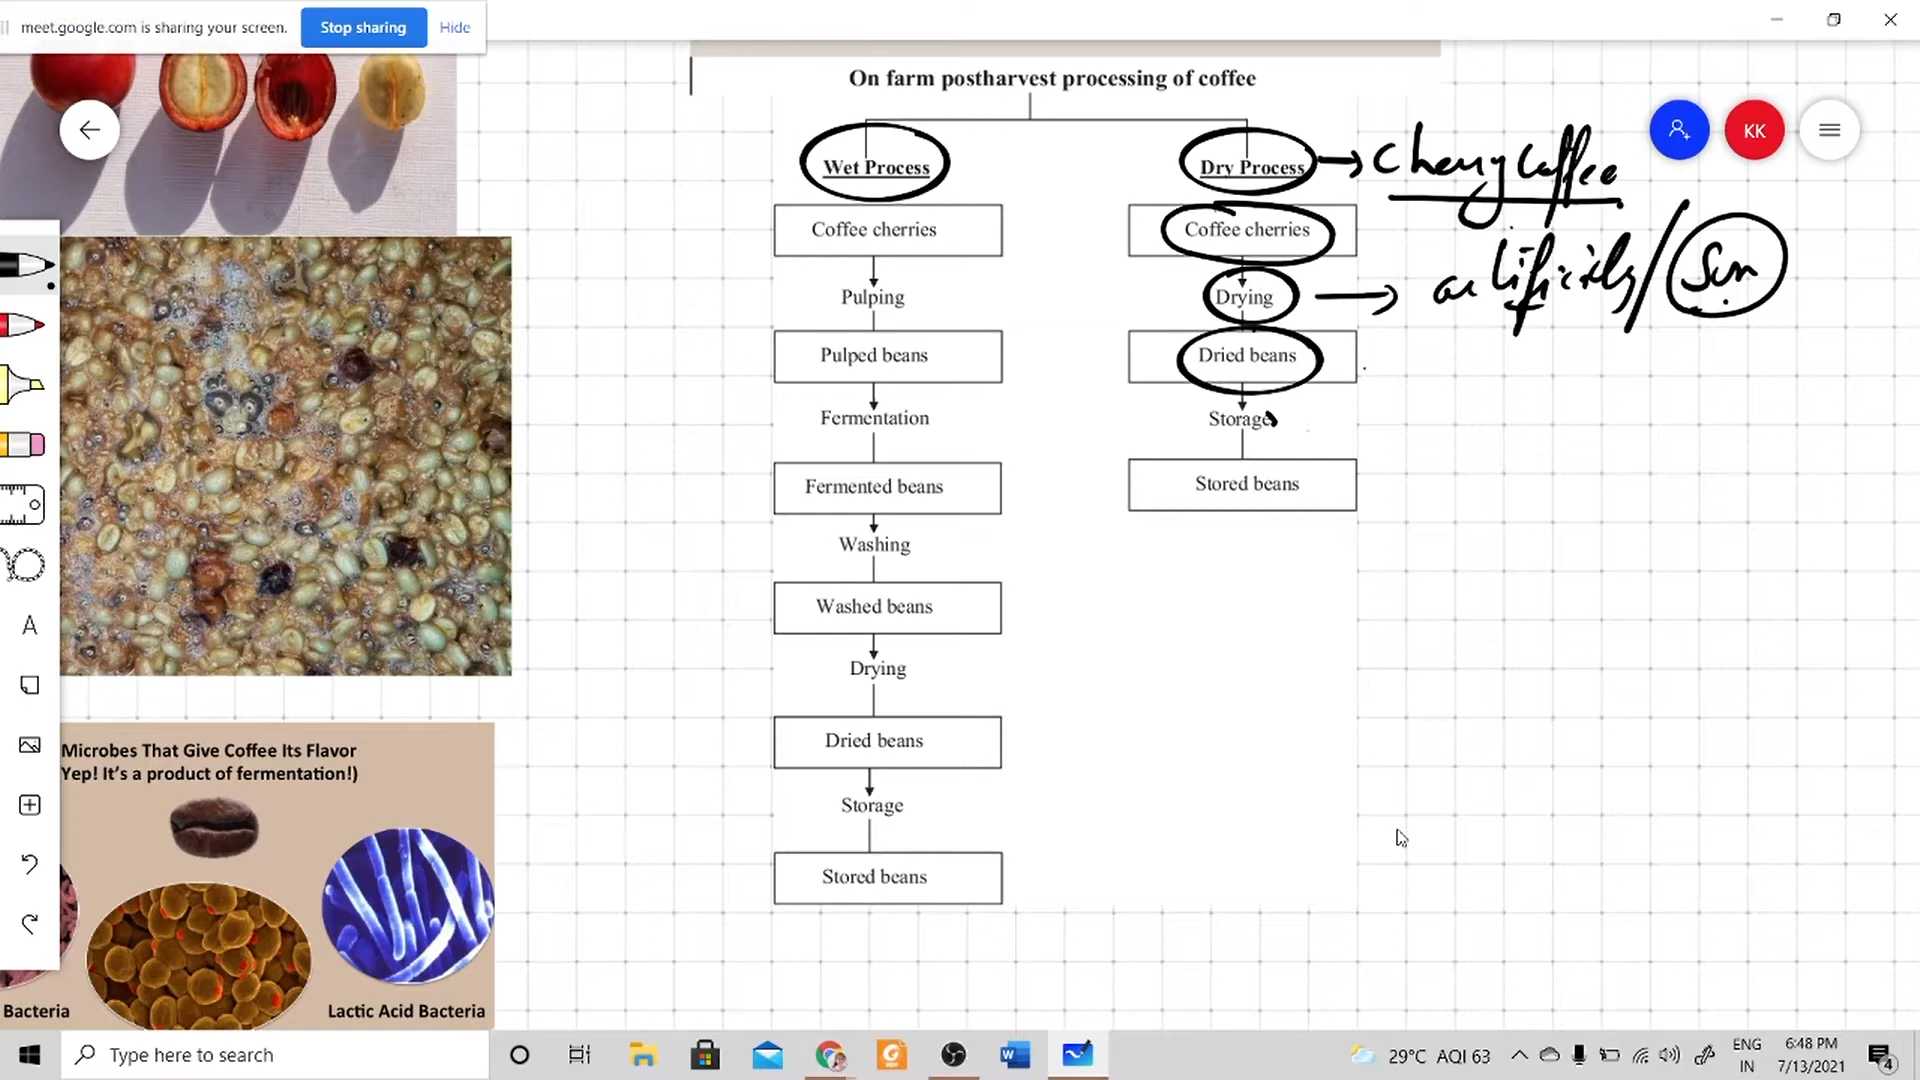 meet.google.com is sharing your screen.
Stop sharing
Hide
On farm postharvest processing of coffee
Wet Process
Dry Process
Cherry Coffee
KK
Coffee cherries
Pulping
Pulped beans
Fermentation
Fermented beans
Washing
Washed beans
Drying
Dried beans
Storage
Stored beans
Coffee cherries
Drying
artificially/Sun
Dried beans
Storage
Stored beans
A
Microbes That Give Coffee Its Flavor
Yep! It's a product of fermentation!)
Bacteria
Lactic Acid Bacteria
Type here to search
29°C AQI 63
ENG
IN
6:48 PM
7/13/2021
4